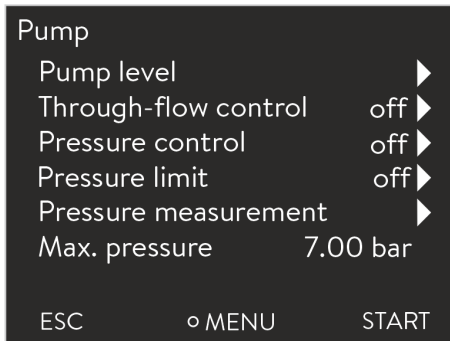 Pump
Pump level
Through-flow control off
Pressure control off
Pressure limit off
Pressure measurement
Max. pressure 7.00 bar
ESC MENU START